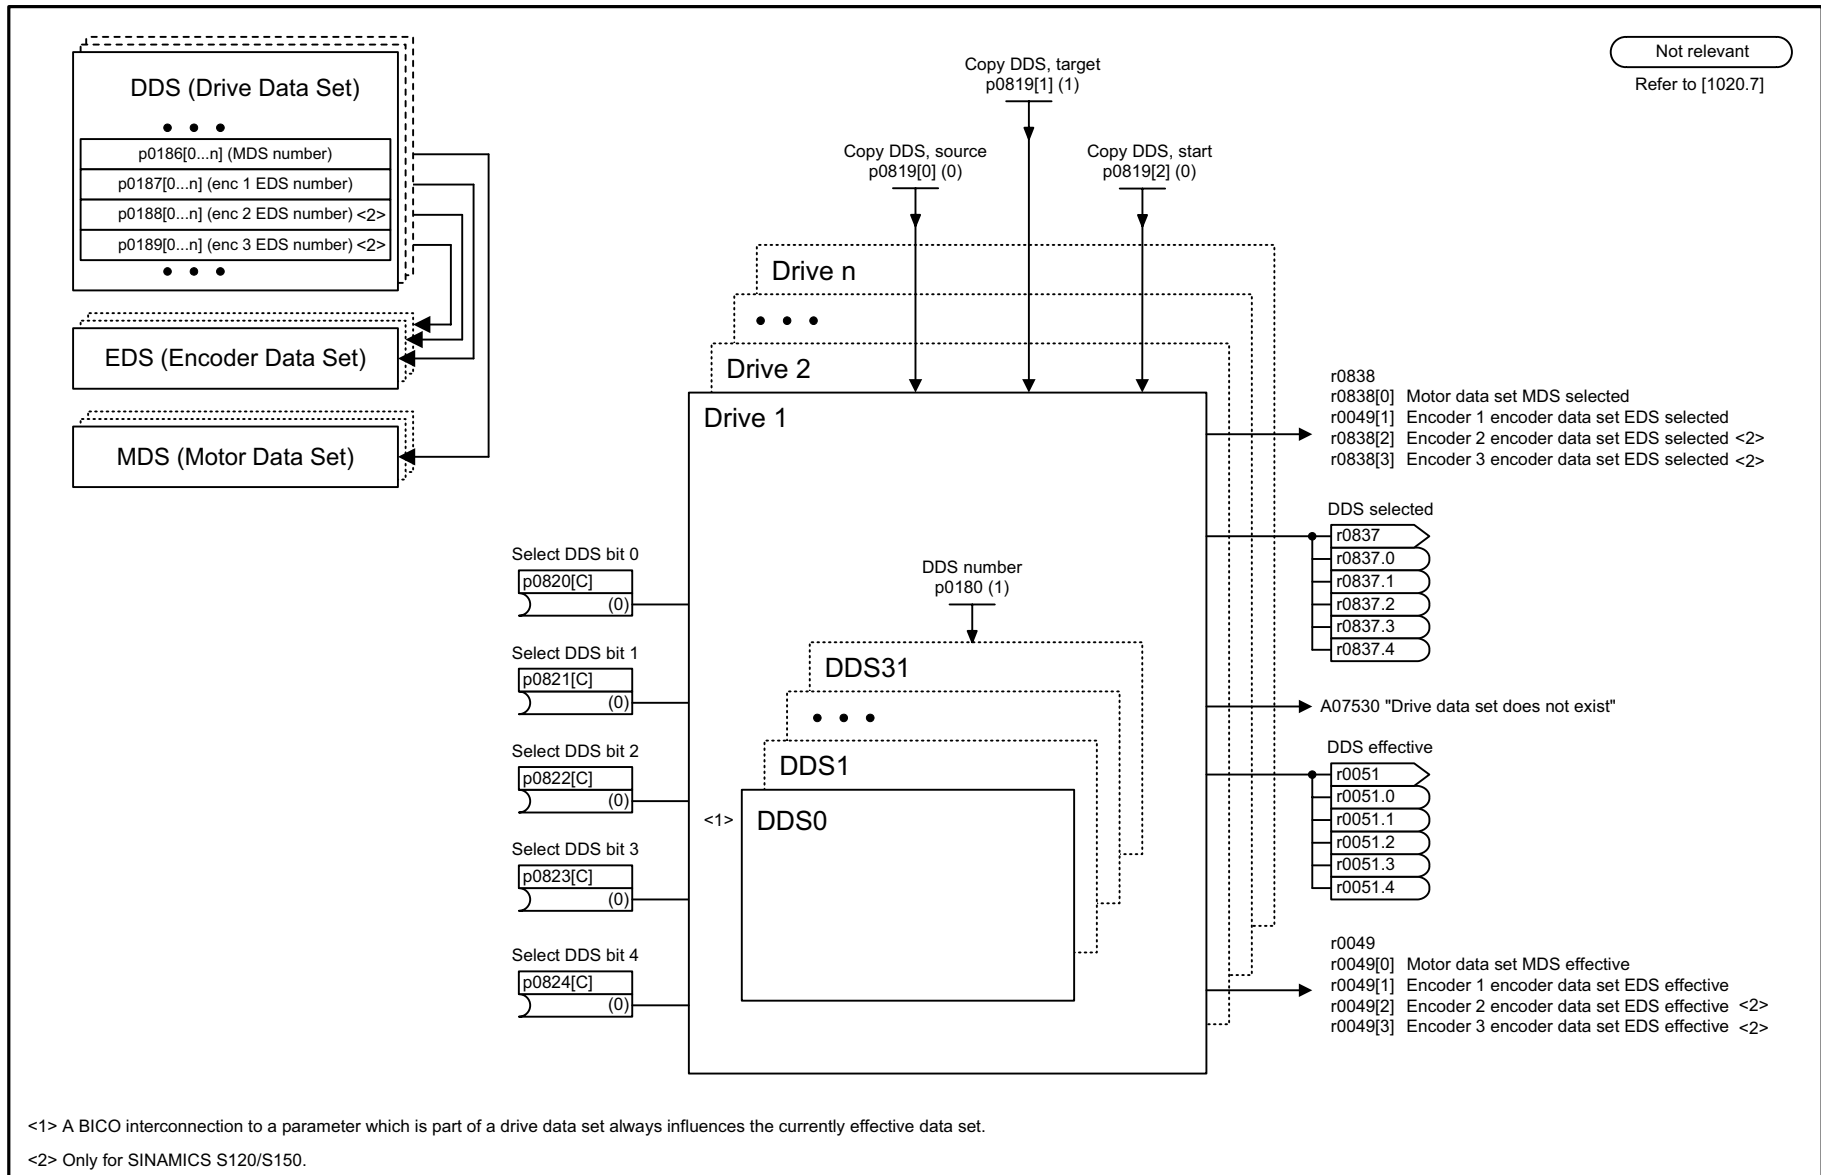 DDS (Drive Data Set)
p0186[0...n] (MDS number)
p0187[0...n] (enc 1 EDS number)
p0188[0...n] (enc 2 EDS number) <2>
p0189[0...n] (enc 3 EDS number) <2>
EDS (Encoder Data Set)
MDS (Motor Data Set)
Not relevant
Refer to [1020.7]
Copy DDS, target
p0819[1] (1)
Copy DDS, source
p0819[0] (0)
Copy DDS, start
p0819[2] (0)
Drive n
Drive 2
Drive 1
Select DDS bit 0
p0820[C]
(0)
Select DDS bit 1
p0821[C]
(0)
Select DDS bit 2
p0822[C]
(0)
Select DDS bit 3
p0823[C]
(0)
Select DDS bit 4
p0824[C]
(0)
DDS number
p0180 (1)
DDS31
DDS1
<1>
DDS0
r0838
r0838[0] Motor data set MDS selected
r0049[1] Encoder 1 encoder data set EDS selected
r0838[2] Encoder 2 encoder data set EDS selected <2>
r0838[3] Encoder 3 encoder data set EDS selected <2>
DDS selected
r0837
r0837.0
r0837.1
r0837.2
r0837.3
r0837.4
A07530 "Drive data set does not exist"
DDS effective
r0051
r0051.0
r0051.1
r0051.2
r0051.3
r0051.4
r0049
r0049[0] Motor data set MDS effective
r0049[1] Encoder 1 encoder data set EDS effective
r0049[2] Encoder 2 encoder data set EDS effective <2>
r0049[3] Encoder 3 encoder data set EDS effective <2>
<1> A BICO interconnection to a parameter which is part of a drive data set always influences the currently effective data set.
<2> Only for SINAMICS S120/S150.